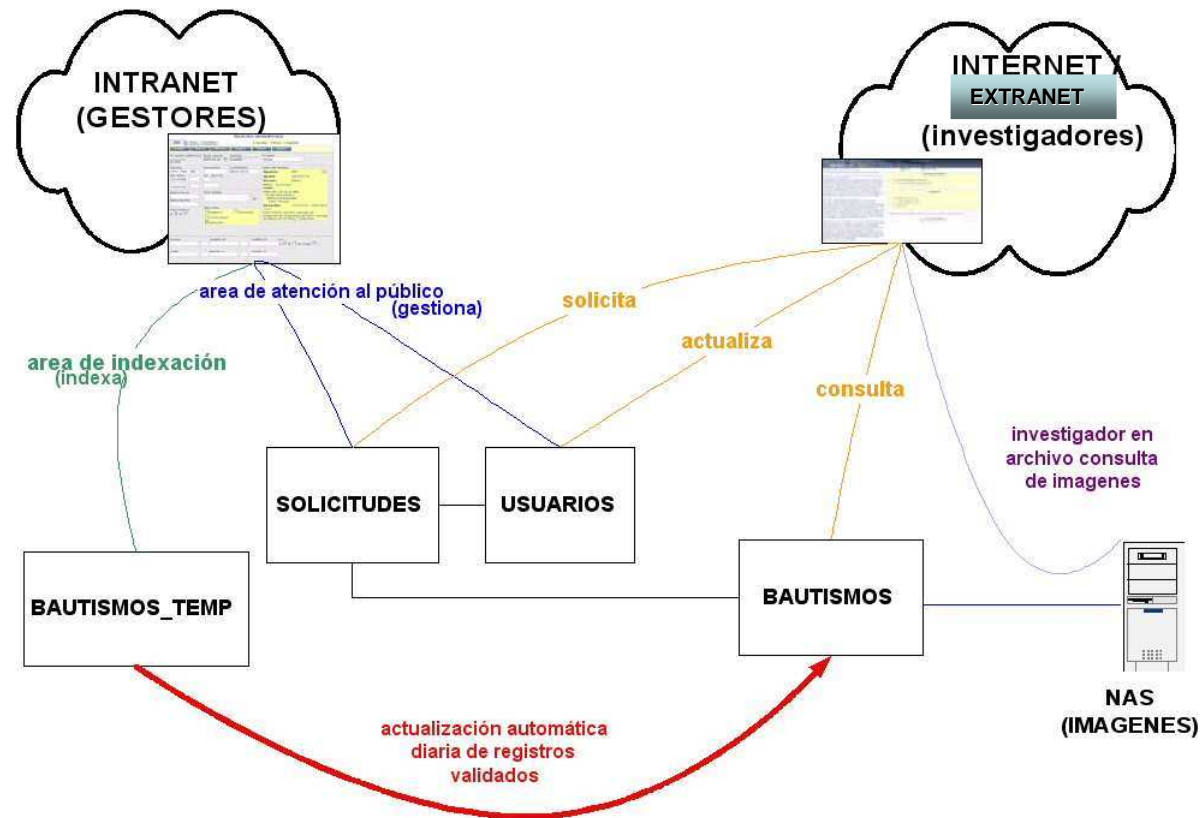 INTRANET
(GESTORES)
INTERNET /
EXTRANET
(investigadores)
area de atención al público
(gestiona)
solicita
actualiza
area de indexación
(indexa)
consulta
investigador en
archivo consulta
de imagenes
SOLICITUDES
USUARIOS
BAUTISMOS_TEMP
BAUTISMOS
NAS
(IMAGENES)
actualización automática
diaria de registros
validados